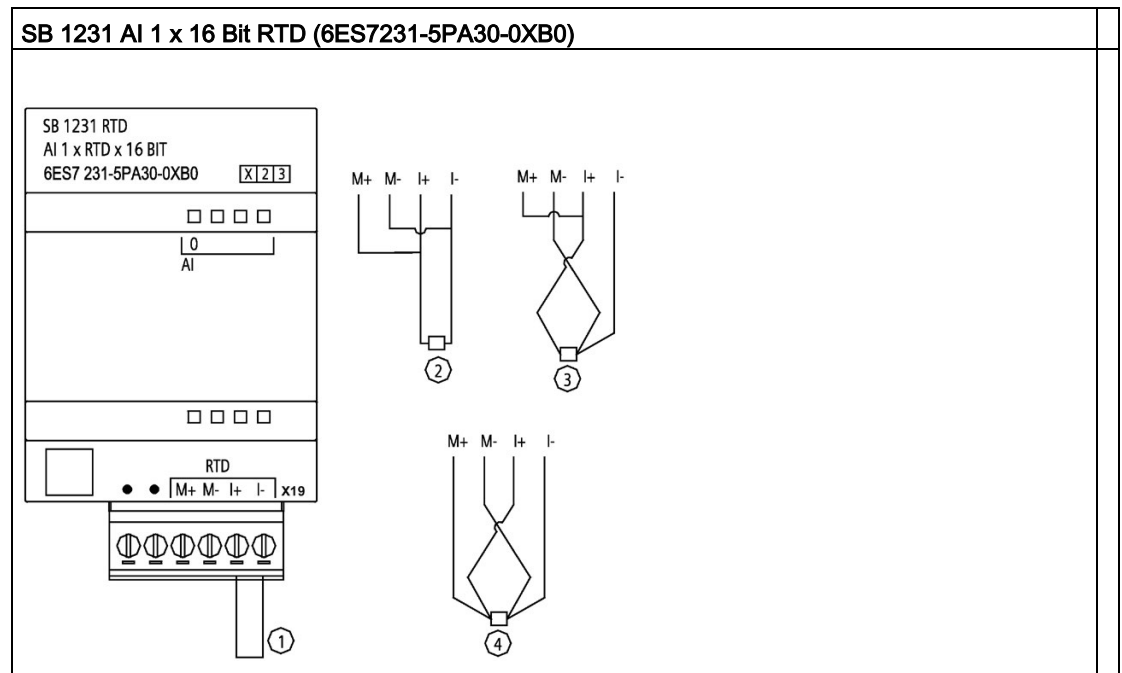 SB 1231 AI 1 x 16 Bit RTD (6ES7231-5PA30-0XB0)
SB 1231 RTD
AI 1 x RTD x 16 BIT
6ES7 231-5PA30-0XB0 X 2 3
0
AI
RTD
M+ M- I+ I- X19
1
M+ M- I+ I-
2
M+ M- I+ I-
3
M+ M- I+ I-
4